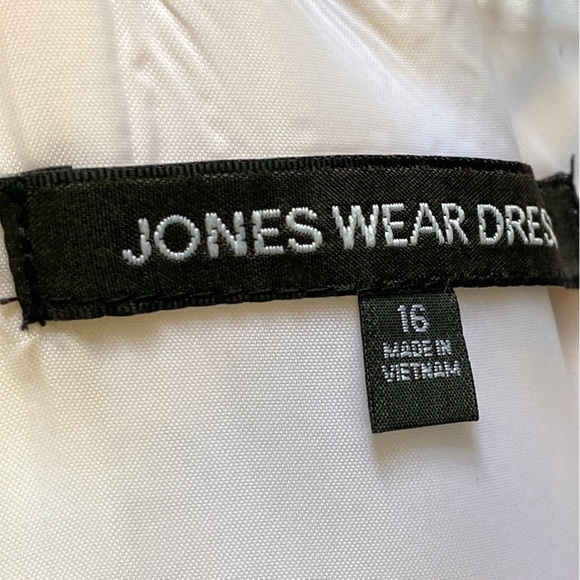 JONES WEAR DRES
16
MADE IN
VIETNAM